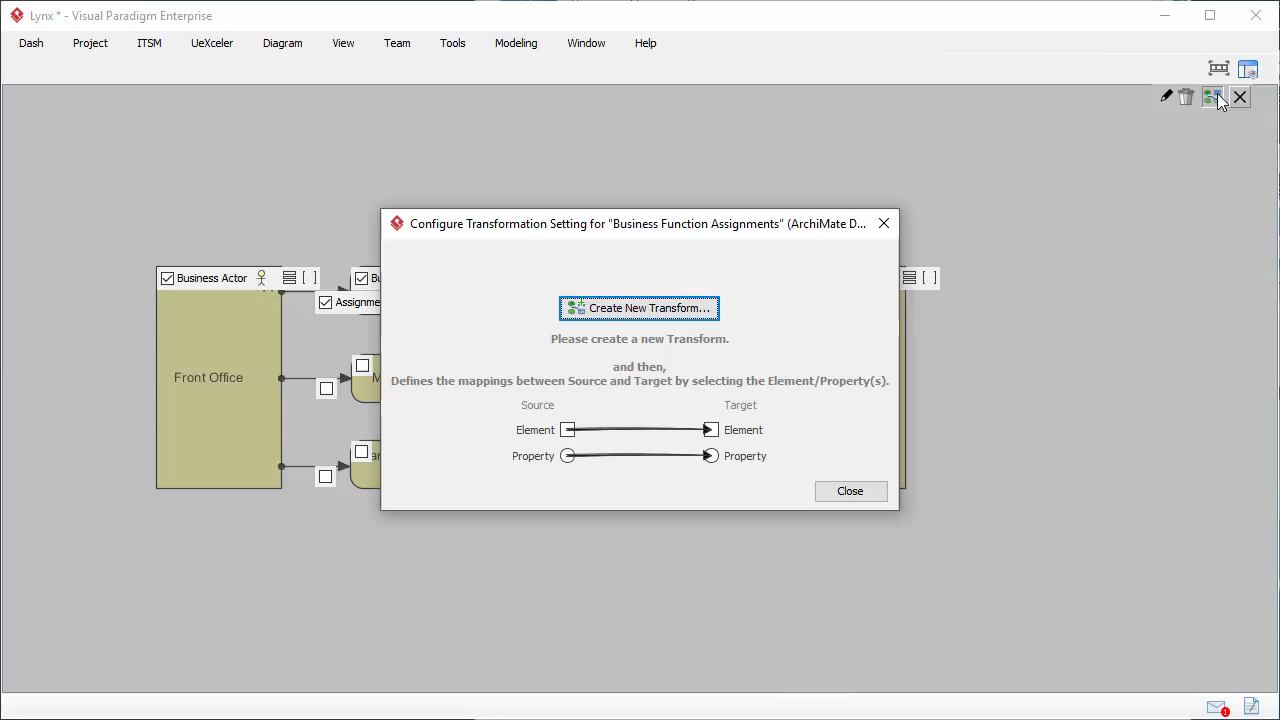 Lynx * - Visual Paradigm Enterprise
Dash Project ITSM UeXceler Diagram View Team Tools Modeling Window Help
Configure Transformation Setting for "Business Function Assignments" (ArchiMate D...
Business Actor
Bu
Assignme
Create New Transform...
Please create a new Transform.
and then,
Defines the mappings between Source and Target by selecting the Element/Property(s).
Front Office
M
Source Target
Element Element
Property Property
Close